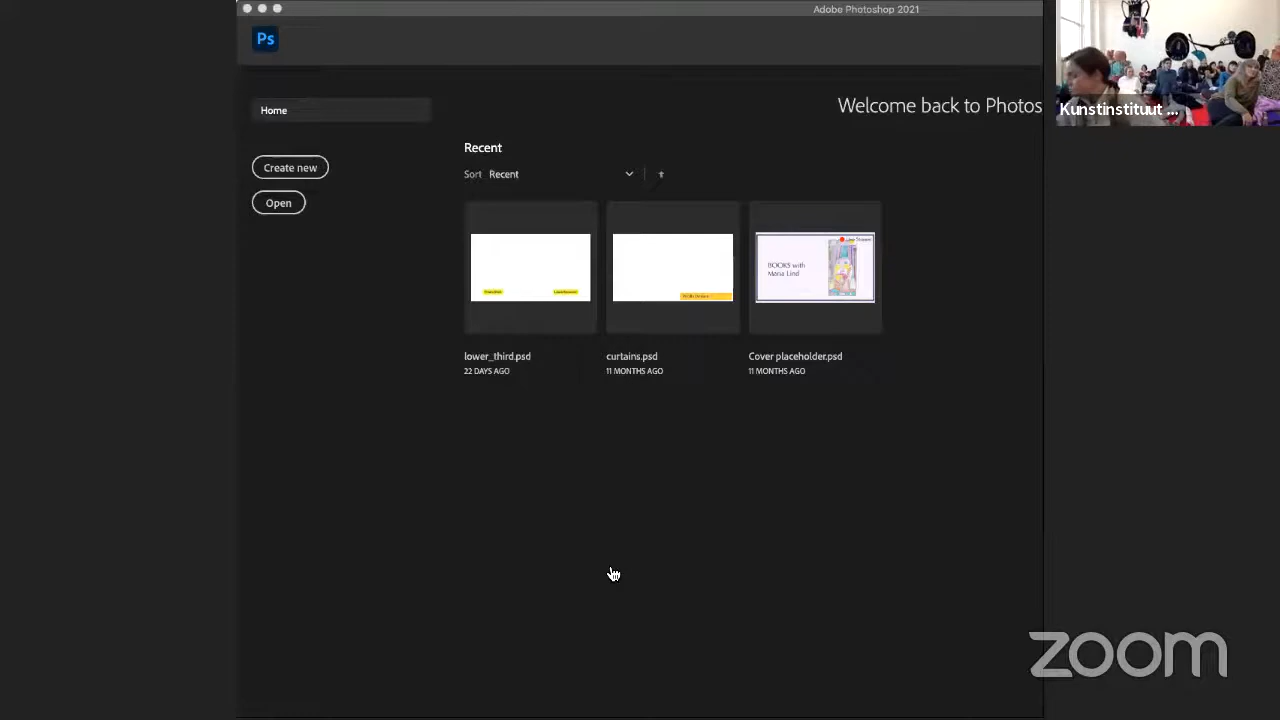 Adobe Photoshop 2021
Ps
Kunstinstituut ...
Home
Welcome back to Photos
Recent
Sort Recent
Create new
Open
BOOKS with
Maria Lind
lower_third.psd
22 DAYS AGO
curtains.psd
11 MONTHS AGO
Cover placeholder.psd
11 MONTHS AGO
zoom